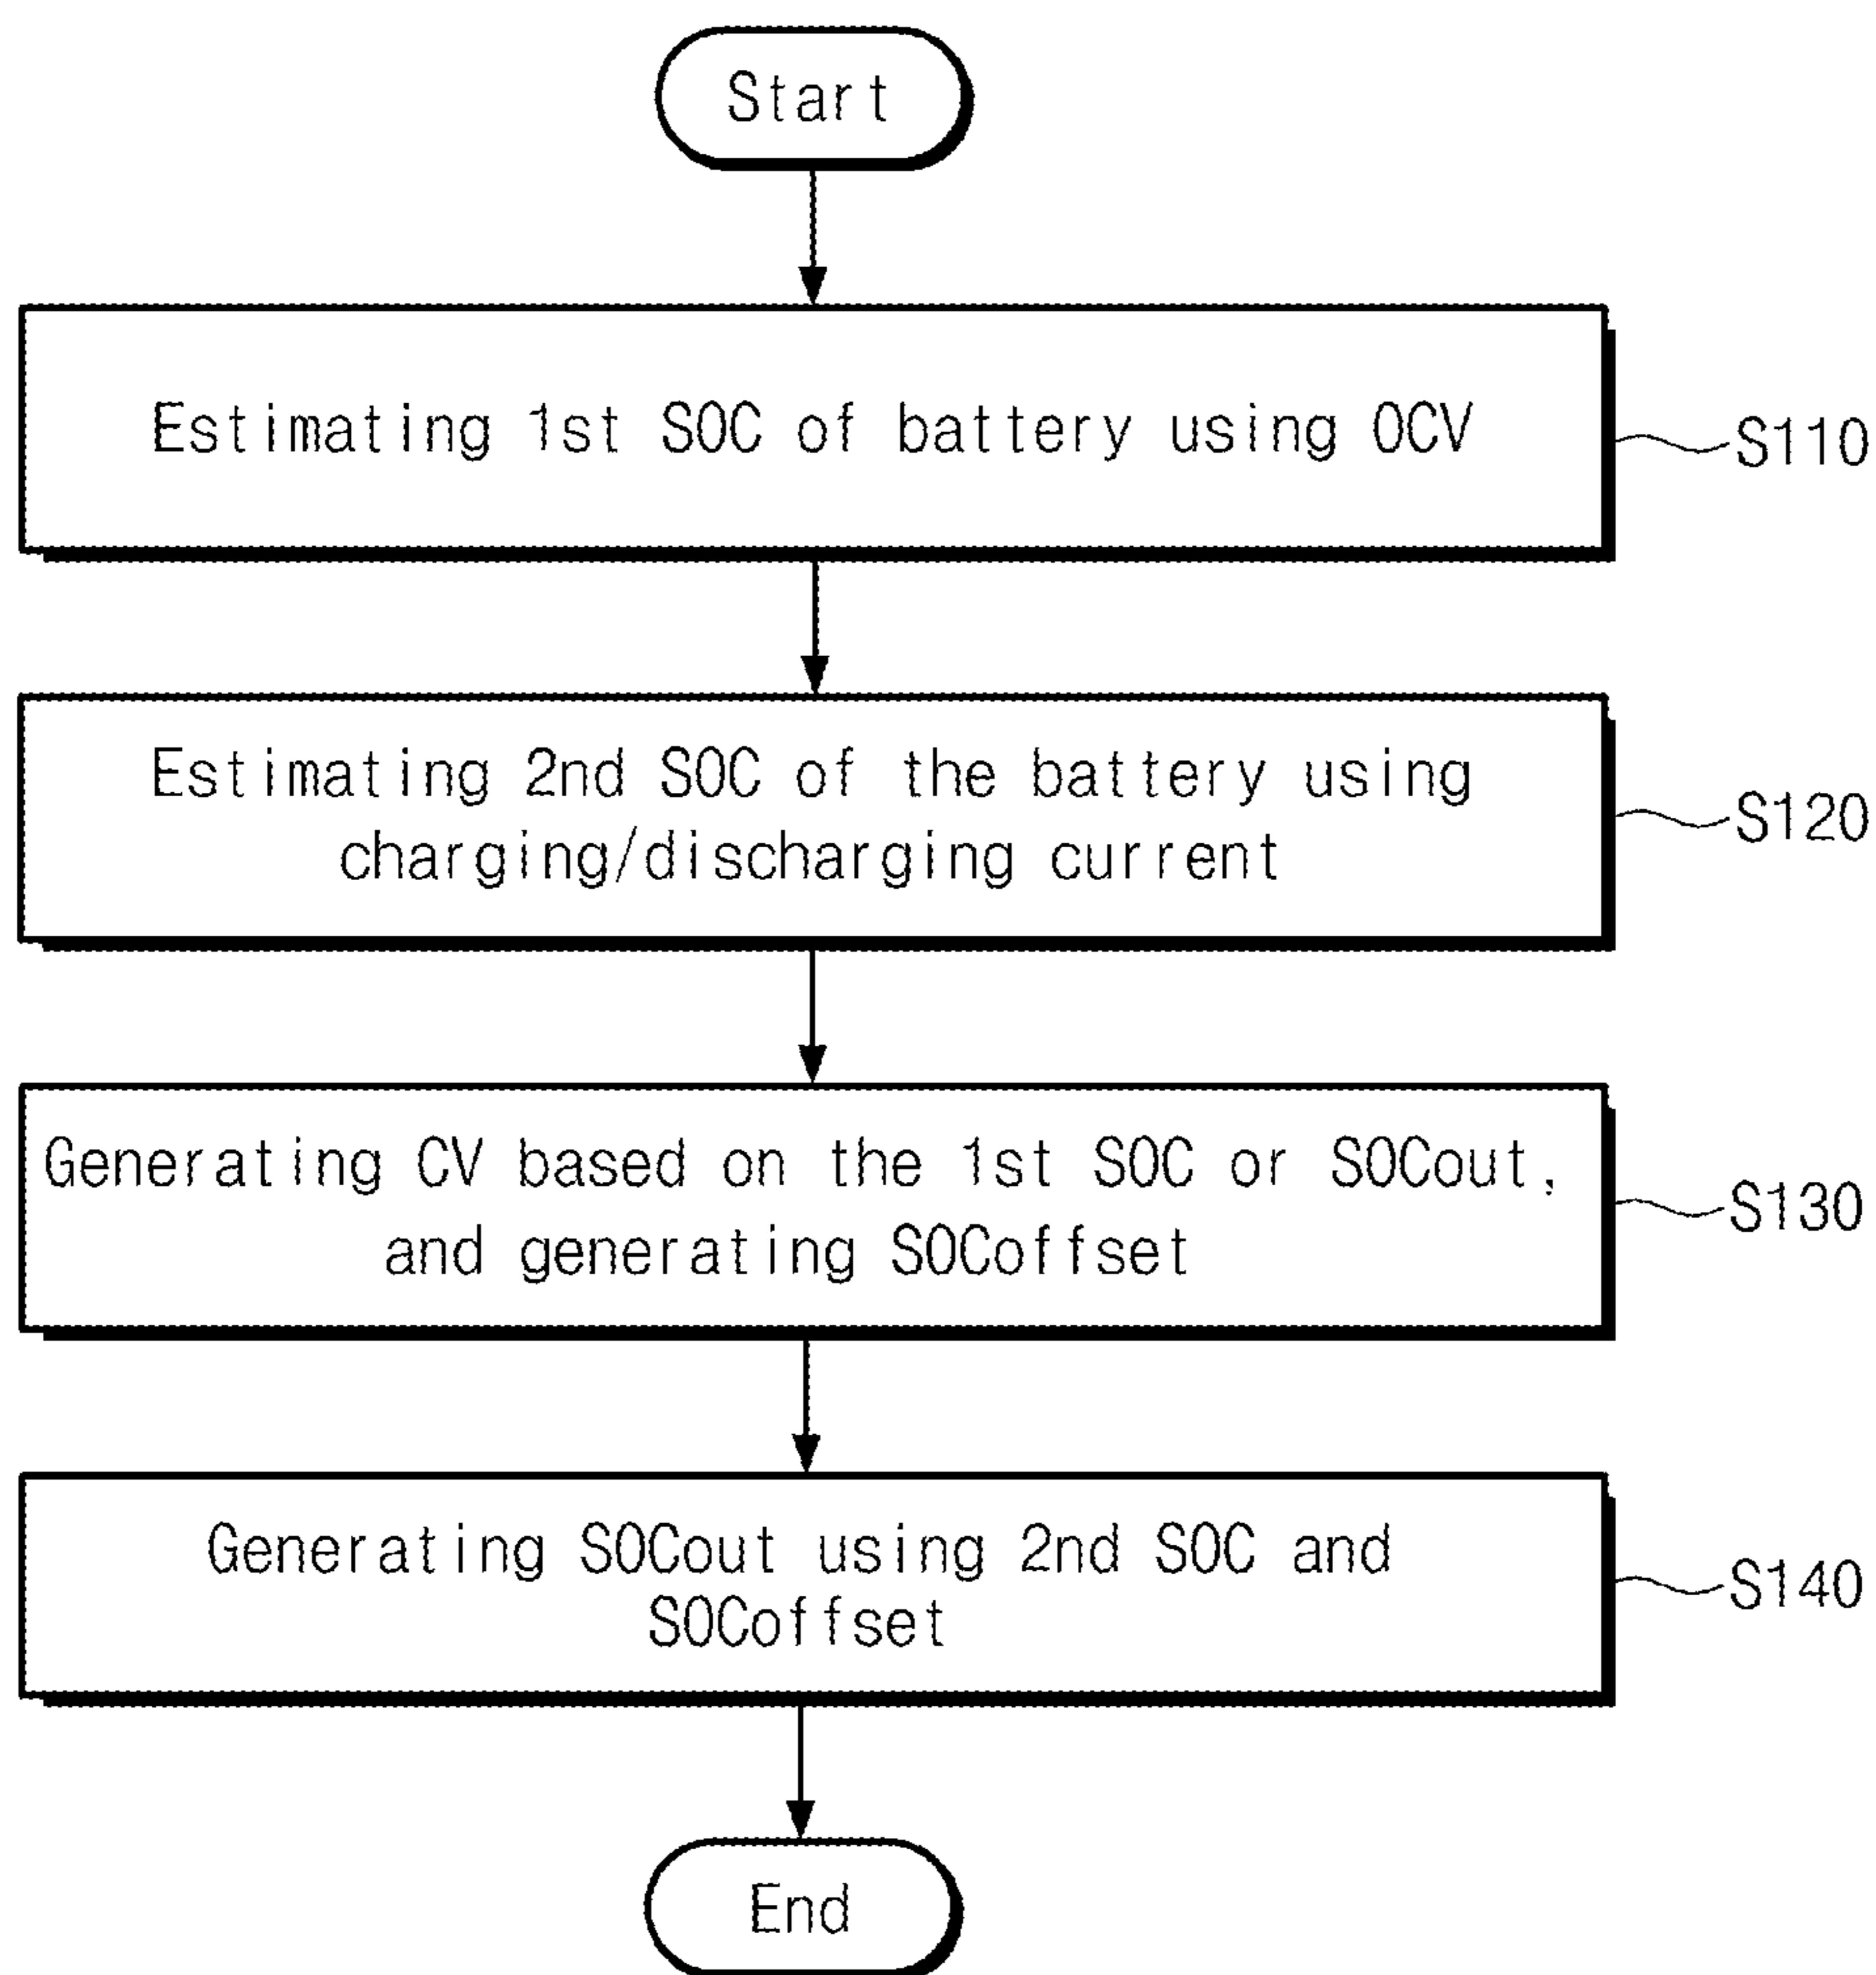 Start
Estimating 1st SOC of battery using OCV
S110
Estimating 2nd SOC of the battery using
charging/discharging current
S120
Generating CV based on the 1st SOC or SOCout,
and generating SOCoffset
S130
Generating SOCout using 2nd SOC and
SOCoffset
S140
End